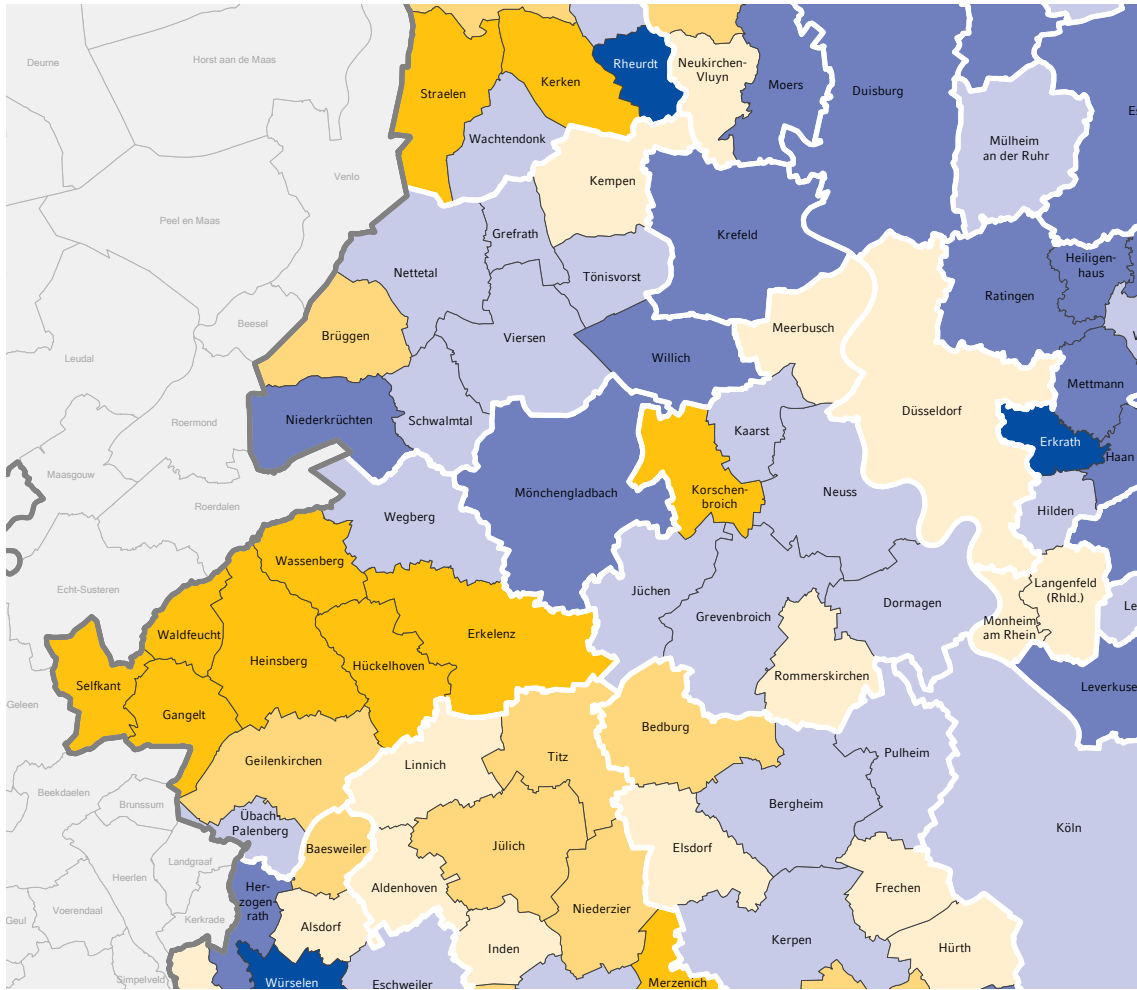 Deurne
Horst aan de Maas
Venlo
Peel en Maas
Beesel
Leudal
Roermond
Maasgouw
Roerdalen
Echt-Susteren
Geleen
Beekdaelen
Brunssum
Landgraaf
Heerlen
Voerendaal
Kerkrade
Geul
Simpelveld
Straelen
Kerken
Rheurdt
Neukirchen-
Vluyn
Moers
Duisburg
Mülheim
an der Ruhr
Wachtendonk
Kempen
Krefeld
Grefrath
Nettetal
Tönisvorst
Heiligen-
haus
Ratingen
Brüggen
Viersen
Willich
Meerbusch
Mettmann
Niederkrüchten
Schwalmtal
Kaarst
Düsseldorf
Erkrath
Haan
Mönchengladbach
Korschen-
broich
Neuss
Hilden
Wegberg
Wassenberg
Jüchen
Grevenbroich
Dormagen
Langenfeld
(Rhld.)
Monheim
am Rhein
Le
Waldfeucht
Erkelenz
Heinsberg
Hückelhoven
Rommerskirchen
Selfkant
Gangelt
Leverkuse
Bedburg
Geilenkirchen
Linnich
Titz
Pulheim
Bergheim
Übach-
Palenberg
Baesweiler
Jülich
Elsdorf
Köln
Her-
zogen-
rath
Aldenhoven
Frechen
Alsdorf
Niederzier
Inden
Kerpen
Hürth
Würselen
Eschweiler
Merzenich